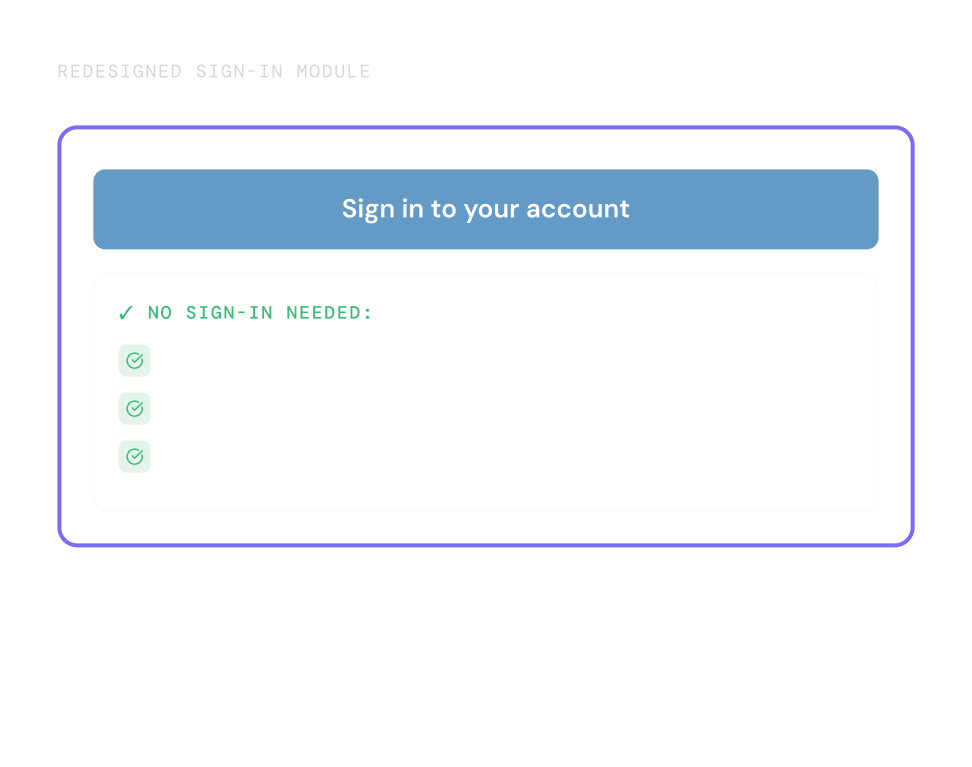 REDESIGNED SIGN-IN MODULE
Sign in to your account
✓ NO SIGN-IN NEEDED: